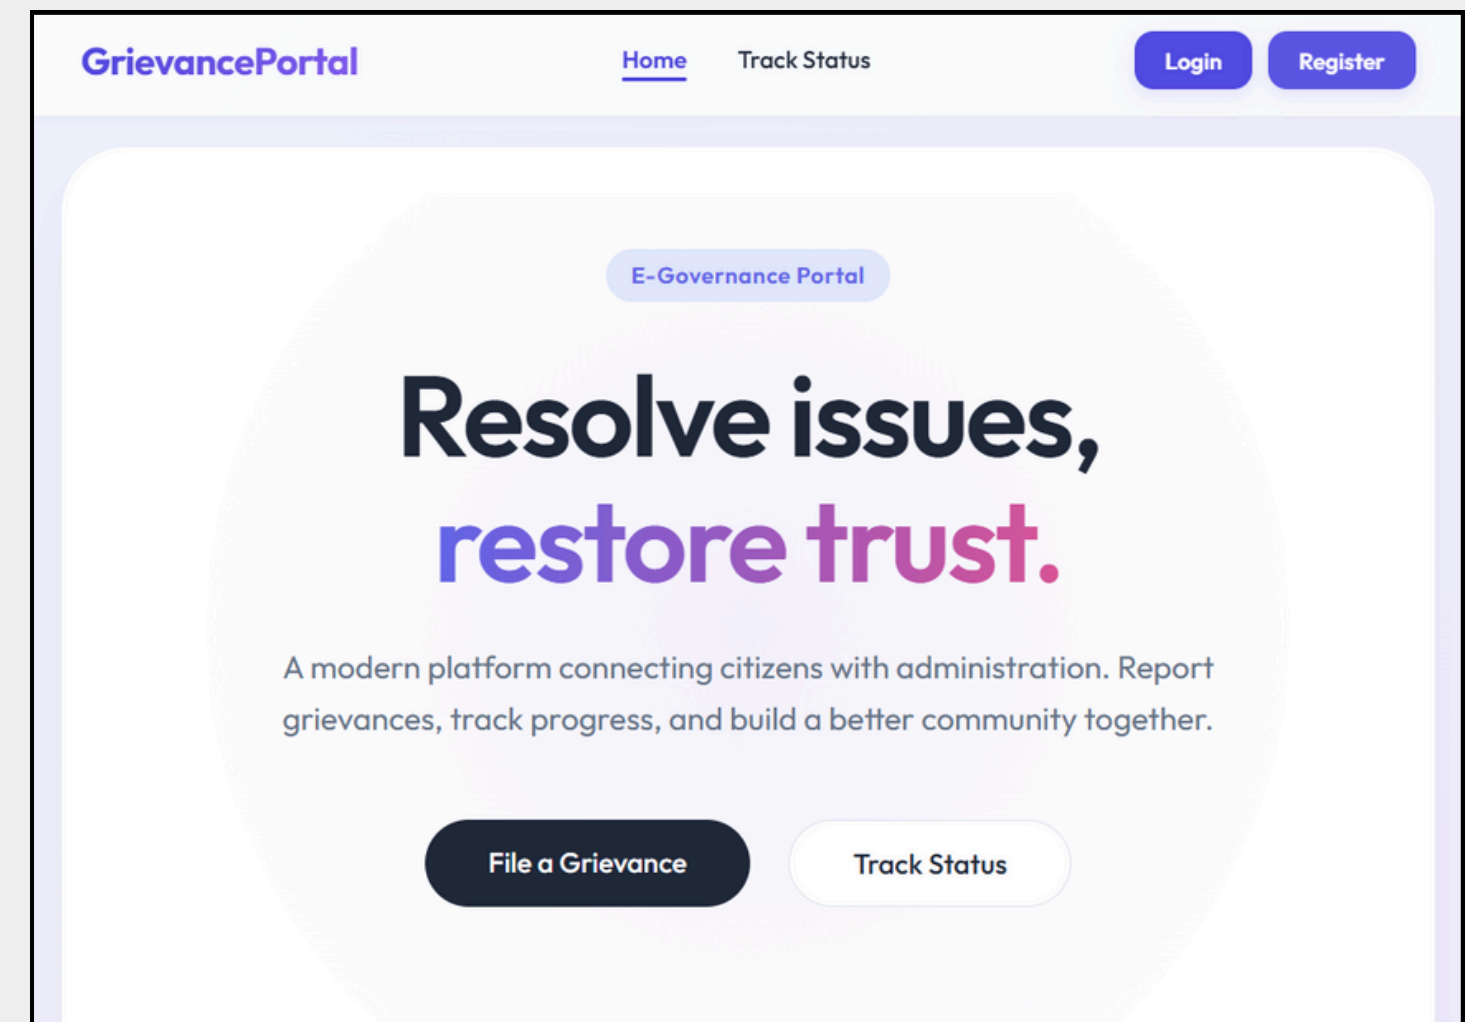 GrievancePortal
Home
Track Status
Login
Register
E-Governance Portal
Resolve issues,
restore trust.
A modern platform connecting citizens with administration. Report
grievances, track progress, and build a better community together.
File a Grievance
Track Status